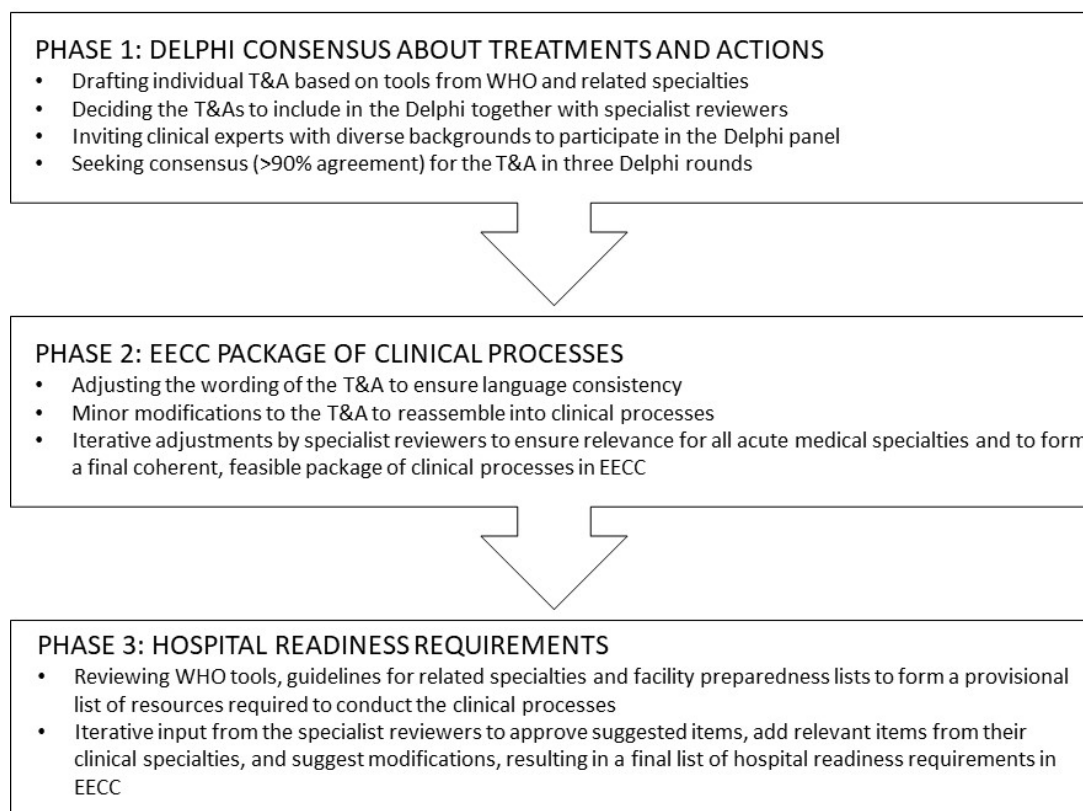 PHASE 1: DELPHI CONSENSUS ABOUT TREATMENTS AND ACTIONS
• Drafting individual T&A based on tools from WHO and related specialties
• Deciding the T&As to include in the Delphi together with specialist reviewers
• Inviting clinical experts with diverse backgrounds to participate in the Delphi panel
• Seeking consensus (>90% agreement) for the T&A in three Delphi rounds
PHASE 2: EECC PACKAGE OF CLINICAL PROCESSES
• Adjusting the wording of the T&A to ensure language consistency
• Minor modifications to the T&A to reassemble into clinical processes
• Iterative adjustments by specialist reviewers to ensure relevance for all acute medical specialties and to form
a final coherent, feasible package of clinical processes in EECC
PHASE 3: HOSPITAL READINESS REQUIREMENTS
• Reviewing WHO tools, guidelines for related specialties and facility preparedness lists to form a provisional
list of resources required to conduct the clinical processes
• Iterative input from the specialist reviewers to approve suggested items, add relevant items from their
clinical specialties, and suggest modifications, resulting in a final list of hospital readiness requirements in
EECC